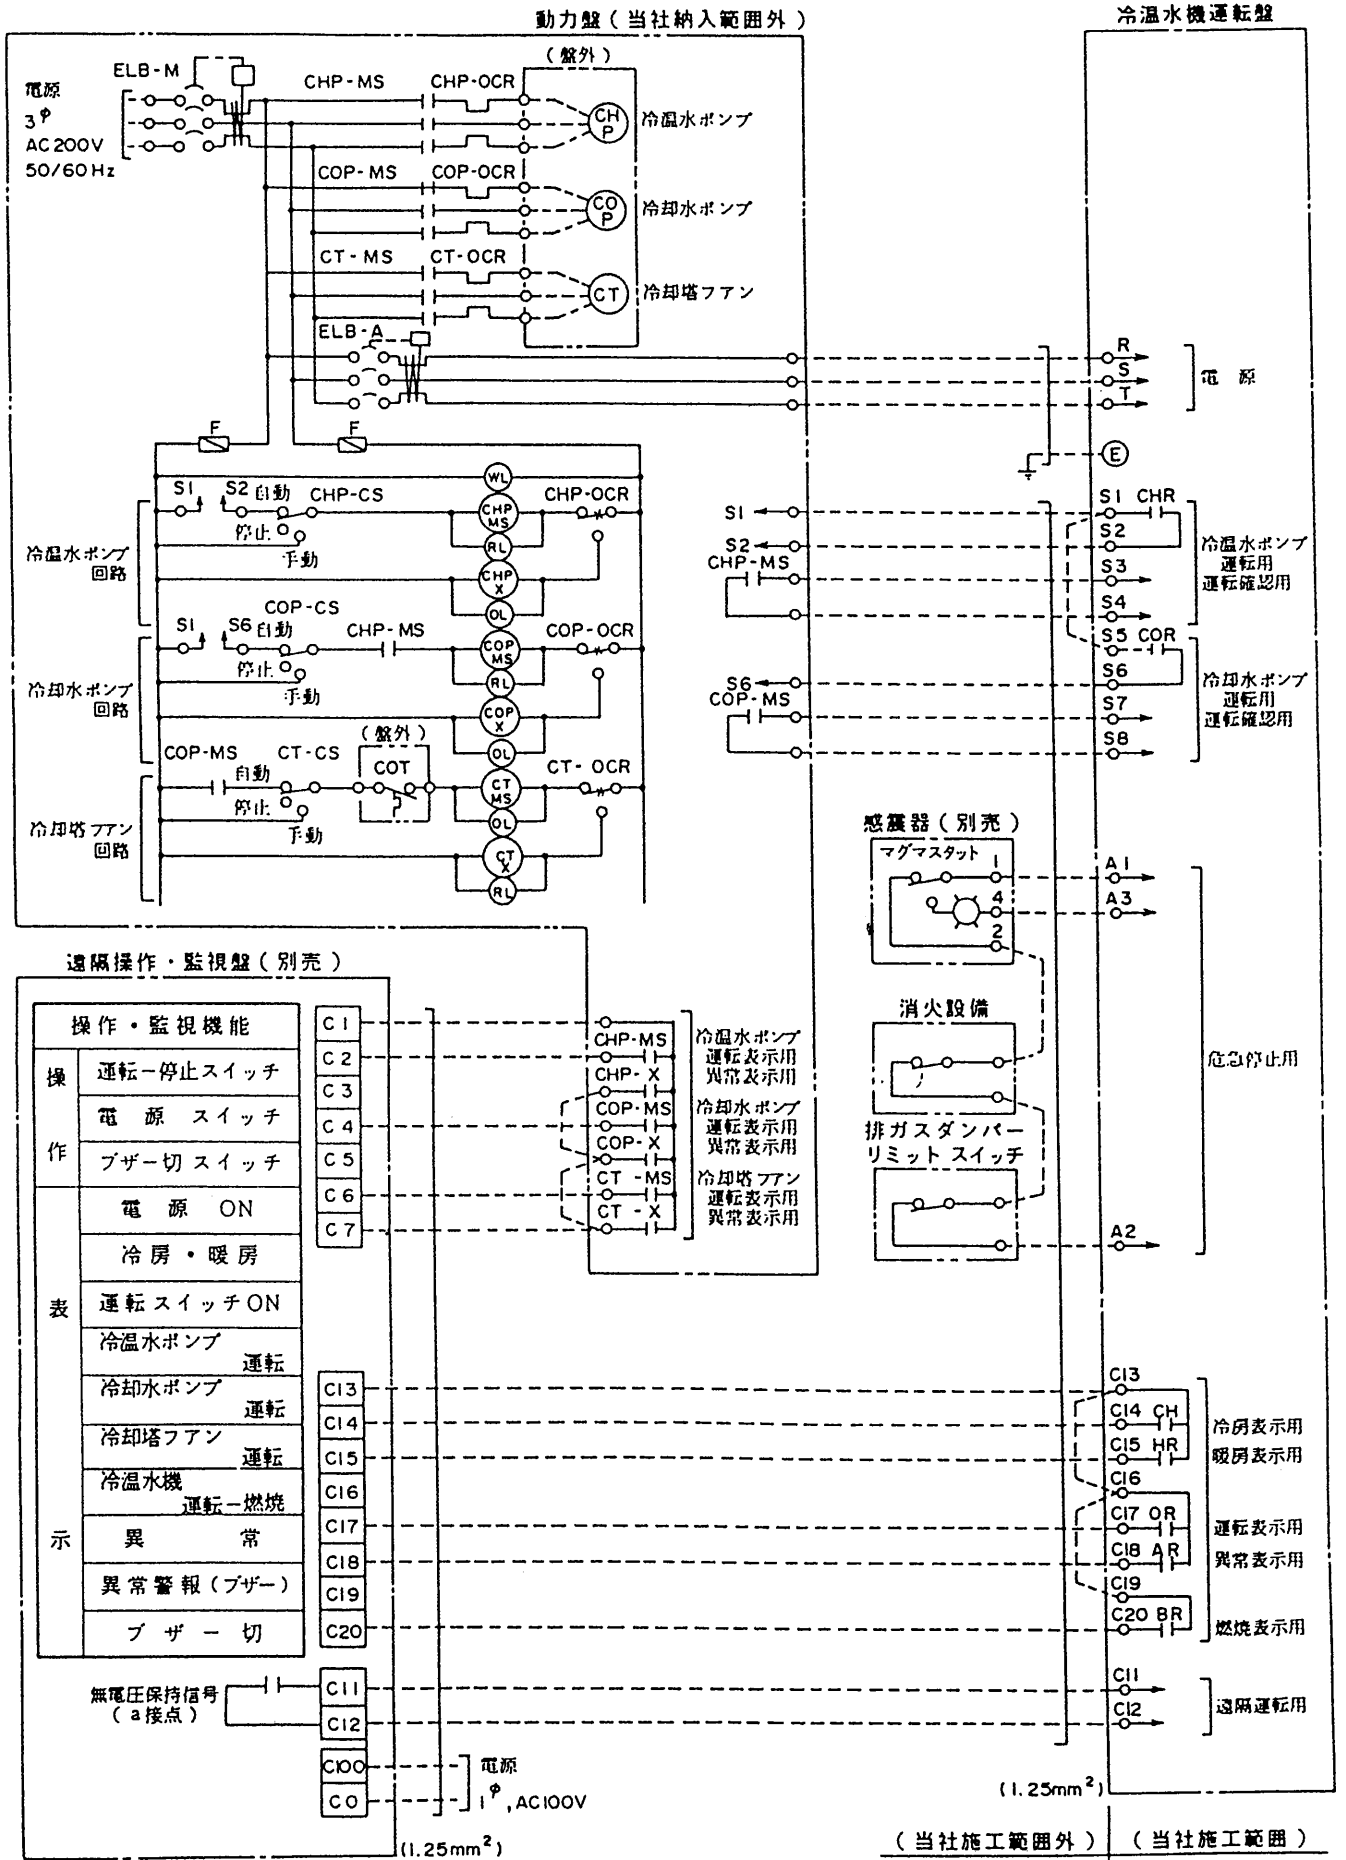 動力盤(当社納入範囲外)
冷温水機運転盤
(盤外)
電源
3φ
AC200V
50/60Hz
ELB-M
CHP-MS
CHP-OCR
CH
P
冷温水ポンプ
COP-MS
COP-OCR
CO
P
冷却水ポンプ
CT-MS
CT-OCR
CT
冷却塔フアン
ELB-A
R
S
T
電源
F
F
E
WL
冷温水ポンプ
回路
S1
S2
自動
停止
手動
CHP-CS
CHP
MS
RL
CHP
X
OL
CHP-OCR
S1
S2
CHP-MS
S1
CHR
S2
S3
S4
冷温水ポンプ
運転用
運転確認用
冷却水ポンプ
回路
S1
S6
自動
停止
手動
COP-CS
CHP-MS
COP
MS
RL
COP
X
OL
COP-OCR
S6
COP-MS
S5
COR
S6
S7
S8
冷却水ポンプ
運転用
運転確認用
冷却塔フアン
回路
COP-MS
自動
停止
手動
CT-CS
(盤外)
COT
CT
MS
OL
CT
X
RL
CT-OCR
感震器(別売)
マグマスタット
1
4
2
A1
A3
消火設備
危急停止用
排ガスダンパー
リミットスイッチ
A2
遠隔操作・監視盤(別売)
操作・監視機能
操作
運転−停止スイッチ
電源スイッチ
ブザー切スイッチ
表示
電源ON
冷房・暖房
運転スイッチON
冷温水ポンプ
運転
冷却水ポンプ
運転
冷却塔フアン
運転
冷温水機
運転−燃焼
異常
異常警報(ブザー)
ブザー切
C1
C2
C3
C4
C5
C6
C7
CHP-MS
CHP-X
COP-MS
COP-X
CT-MS
CT-X
冷温水ポンプ
運転表示用
異常表示用
冷却水ポンプ
運転表示用
異常表示用
冷却塔フアン
運転表示用
異常表示用
C13
C14
C15
C16
C17
C18
C19
C20
C13
C14 CH
C15 HR
C16
C17 OR
C18 AR
C19
C20 BR
冷房表示用
暖房表示用
運転表示用
異常表示用
燃焼表示用
無電圧保持信号
(a接点)
C11
C12
C11
C12
遠隔運転用
C100
C0
電源
1φ,AC100V
(1.25mm²)
(1.25mm²)
(当社施工範囲外)
(当社施工範囲)